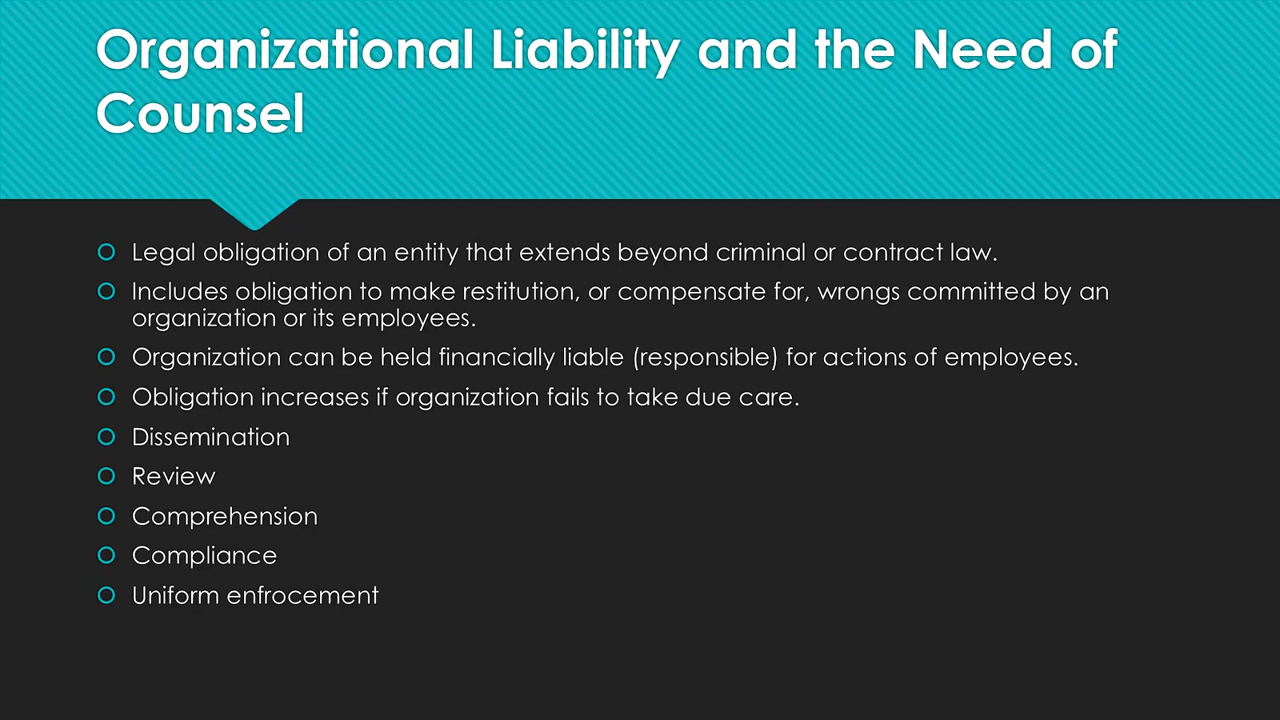 Organizational Liability and the Need of
Counsel
Legal obligation of an entity that extends beyond criminal or contract law.
Includes obligation to make restitution, or compensate for, wrongs committed by an
organization or its employees.
Organization can be held financially liable (responsible) for actions of employees.
Obligation increases if organization fails to take due care.
Dissemination
Review
Comprehension
Compliance
Uniform enfrocement